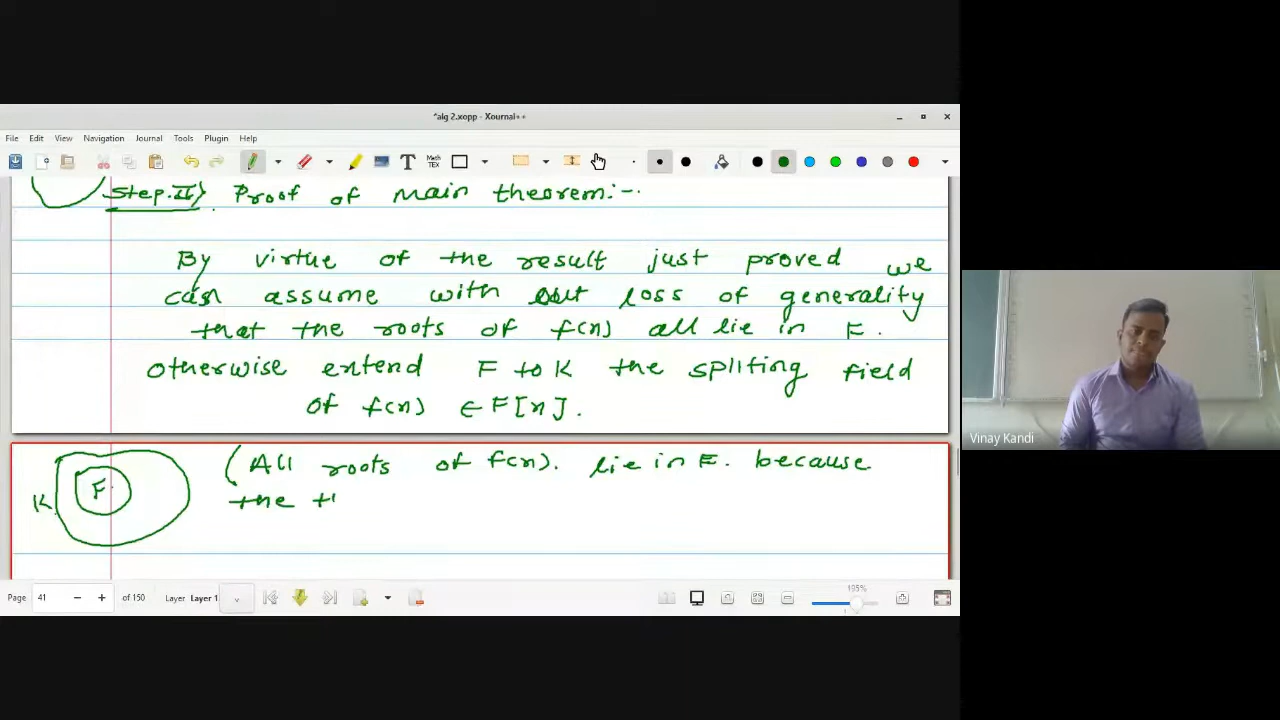 *alg 2.xopp - Xournal++
File Edit View Navigation Journal Tools Plugin Help
Step.II) Proof of main theorem:-.
By virtue of the result just proved we
can assume with out loss of generality
that the roots of f(n) all lie in F.
otherwise extend F to K the spliting field
of f(n) ∈ F[n].
(All roots of f(n). lie in F. because
the
K F
Vinay Kandi
Page 41 of 150 Layer Layer 1 195%